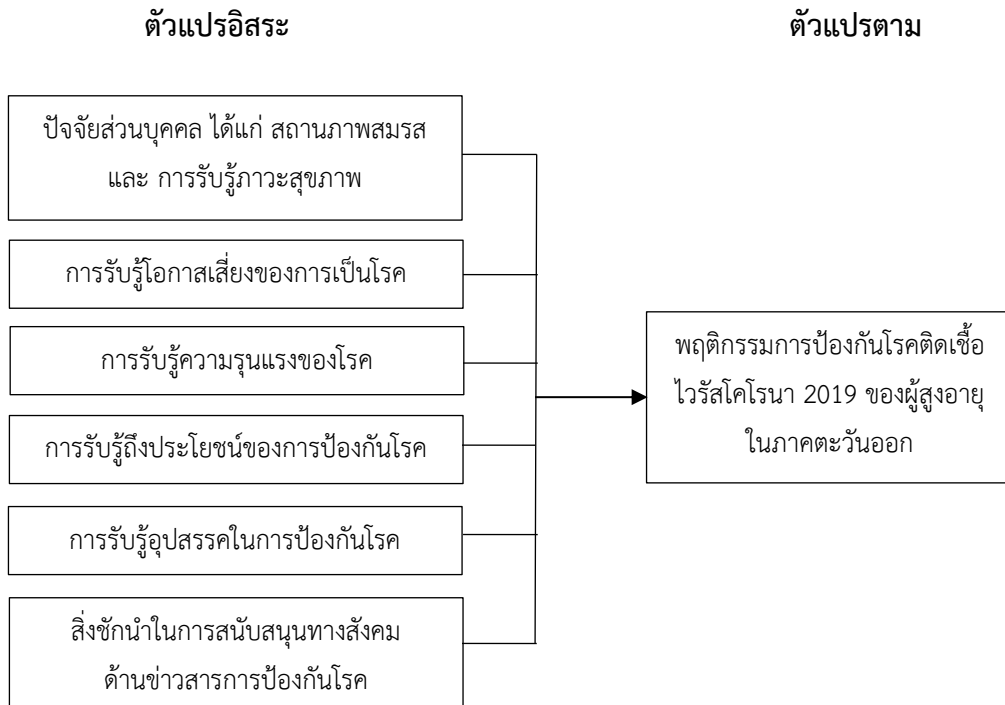 ตัวแปรอิสระ
ตัวแปรตาม
ปัจจัยส่วนบุคคล ได้แก่ สถานภาพสมรส
และ การรับรู้ภาวะสุขภาพ
การรับรู้โอกาสเสี่ยงของการเป็นโรค
การรับรู้ความรุนแรงของโรค
การรับรู้ถึงประโยชน์ของการป้องกันโรค
การรับรู้อุปสรรคในการป้องกันโรค
สิ่งชักนำในการสนับสนุนทางสังคม
ด้านข่าวสารการป้องกันโรค
พฤติกรรมการป้องกันโรคติดเชื้อ
ไวรัสโคโรนา 2019 ของผู้สูงอายุ
ในภาคตะวันออก